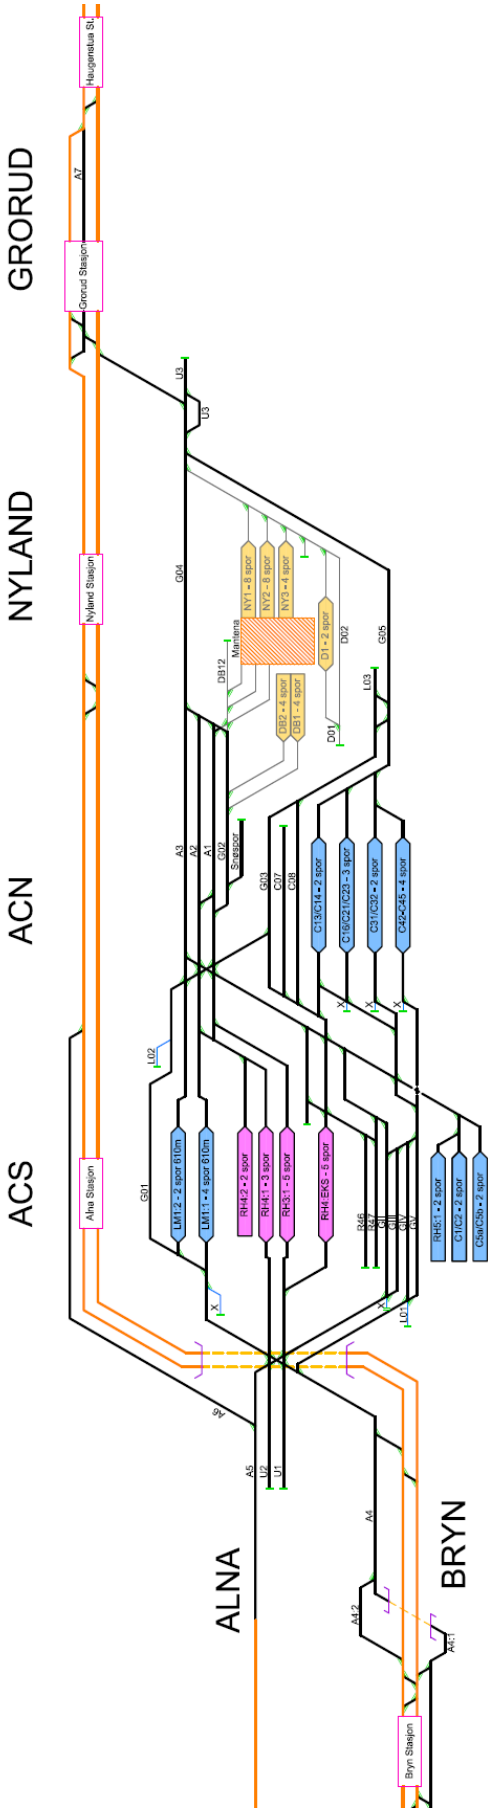 GRORUD
NYLAND
ACN
ACS
ALNA
BRYN
Haugenstua St.
A7
Grorud Stasjon
U3
U3
Nyland Stasjon
G04
NY1 - 8 spor
NY2 - 8 spor
NY3 - 4 spor
Mantena
DB12
D1 - 2 spor
D02
G05
DB2 - 4 spor
DB1 - 4 spor
D01
L03
A3
A2
A1
G02
Snøspor
G03
C07
C08
C13/C14 - 2 spor
C16/C21/C23 - 3 spor
C31/C32 - 2 spor
C42-C45 - 4 spor
X
X
X
L02
S
Alna Stasjon
G01
LM1:2 - 2 spor 610m
LM1:1 - 4 spor 610m
RH4:2 - 2 spor
RH4:1 - 3 spor
RH3:1 - 5 spor
RH4:EKS - 5 spor
R46
R47
GI
GII
GIV
GV
RH5:1 - 2 spor
C1/C2 - 2 spor
C5a/C5b - 2 spor
X
X
L01
A6
A5
U2
U1
A4
A4:2
A4:1
Bryn Stasjon